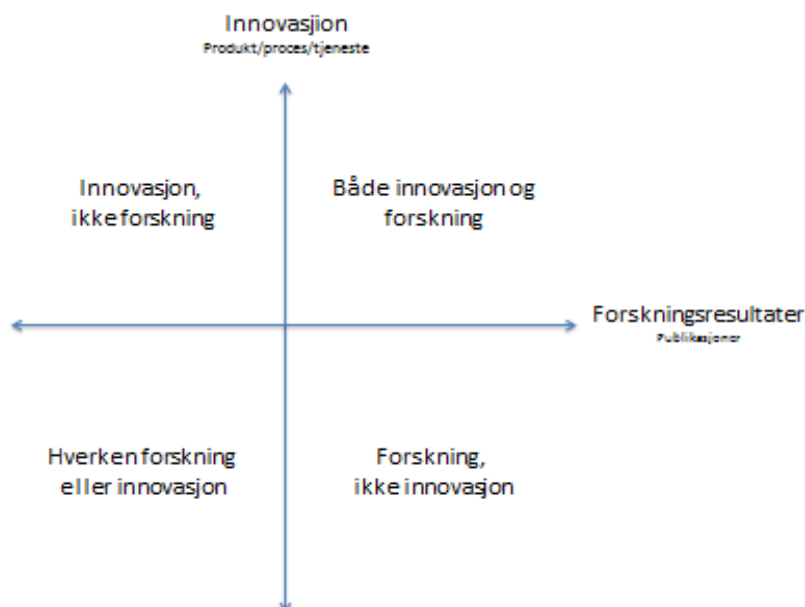 Innovasjion
Produkt/proces/tjeneste
Innovasjon,
ikke forskning
Både innovasjon og
forskning
Forskningsresultater
Publikasjoner
Hverken forskning
eller innovasjon
Forskning,
ikke innovasjon